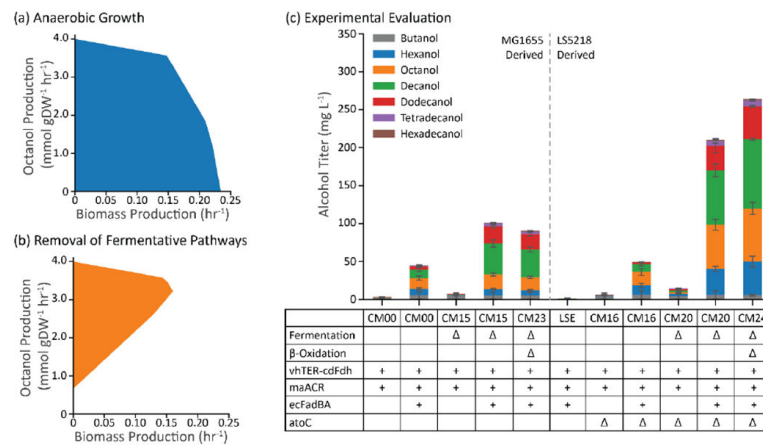 (a) Anaerobic Growth
Octanol Production
(mmol gDW⁻¹ hr⁻¹)
4.0
3.0
2.0
1.0
0
0 0.05 0.10 0.15 0.20 0.25
Biomass Production (hr⁻¹)
(b) Removal of Fermentative Pathways
Octanol Production
(mmol gDW⁻¹ hr⁻¹)
4.0
3.0
2.0
1.0
0
0 0.05 0.10 0.15 0.20 0.25
Biomass Production (hr⁻¹)
(c) Experimental Evaluation
Alcohol Titer (mg L⁻¹)
350
300
250
200
150
100
50
0
Butanol
Hexanol
Octanol
Decanol
Dodecanol
Tetradecanol
Hexadecanol
MG1655 LS5218
Derived Derived
CM00 CM00 CM15 CM15 CM23 LSE CM16 CM16 CM20 CM20 CM24
Fermentation Δ Δ Δ Δ Δ Δ
β-Oxidation Δ Δ
vhTER-cdFdh + + + + + + + + + + +
maACR + + + + + + + + + + +
ecFadBA + + + + + + +
atoC Δ Δ Δ Δ Δ